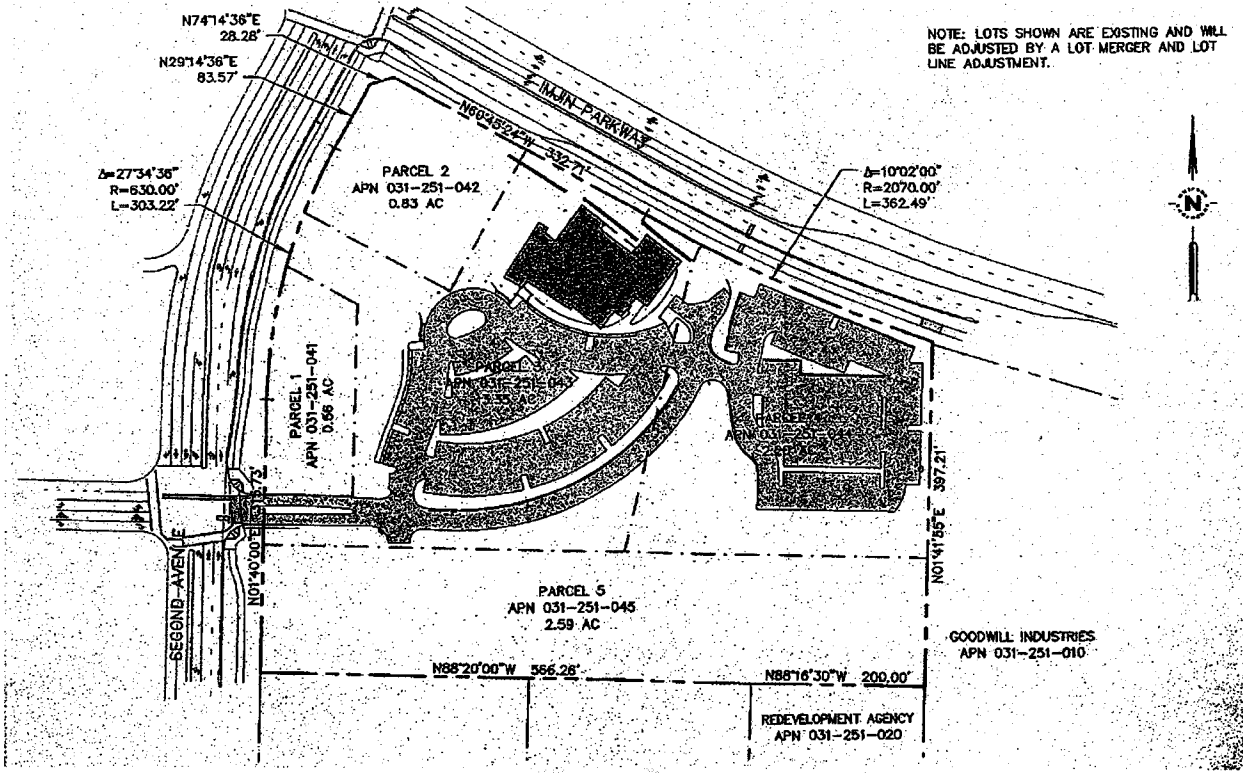 N74°14'36"E
28.28'
N29°14'36"E
83.57'
NOTE: LOTS SHOWN ARE EXISTING AND WILL
BE ADJUSTED BY A LOT MERGER AND LOT
LINE ADJUSTMENT.
IMJIN PARKWAY
N60°45'24"W 332.71'
Δ=27°34'36"
R=630.00'
L=303.22'
PARCEL 2
APN 031-251-042
0.83 AC
Δ=10°02'00"
R=2070.00'
L=362.49'
N
PARCEL 1
APN 031-251-041
0.56 AC
PARCEL
APN 031-251-043
AC
APN 031-251-
N01°40'00"E
N01°41'55"E 397.21'
SECOND AVENUE
PARCEL 5
APN 031-251-045
2.59 AC
GOODWILL INDUSTRIES
APN 031-251-010
N88°20'00"W 566.26'
N88°16'30"W 200.00'
REDEVELOPMENT AGENCY
APN 031-251-020